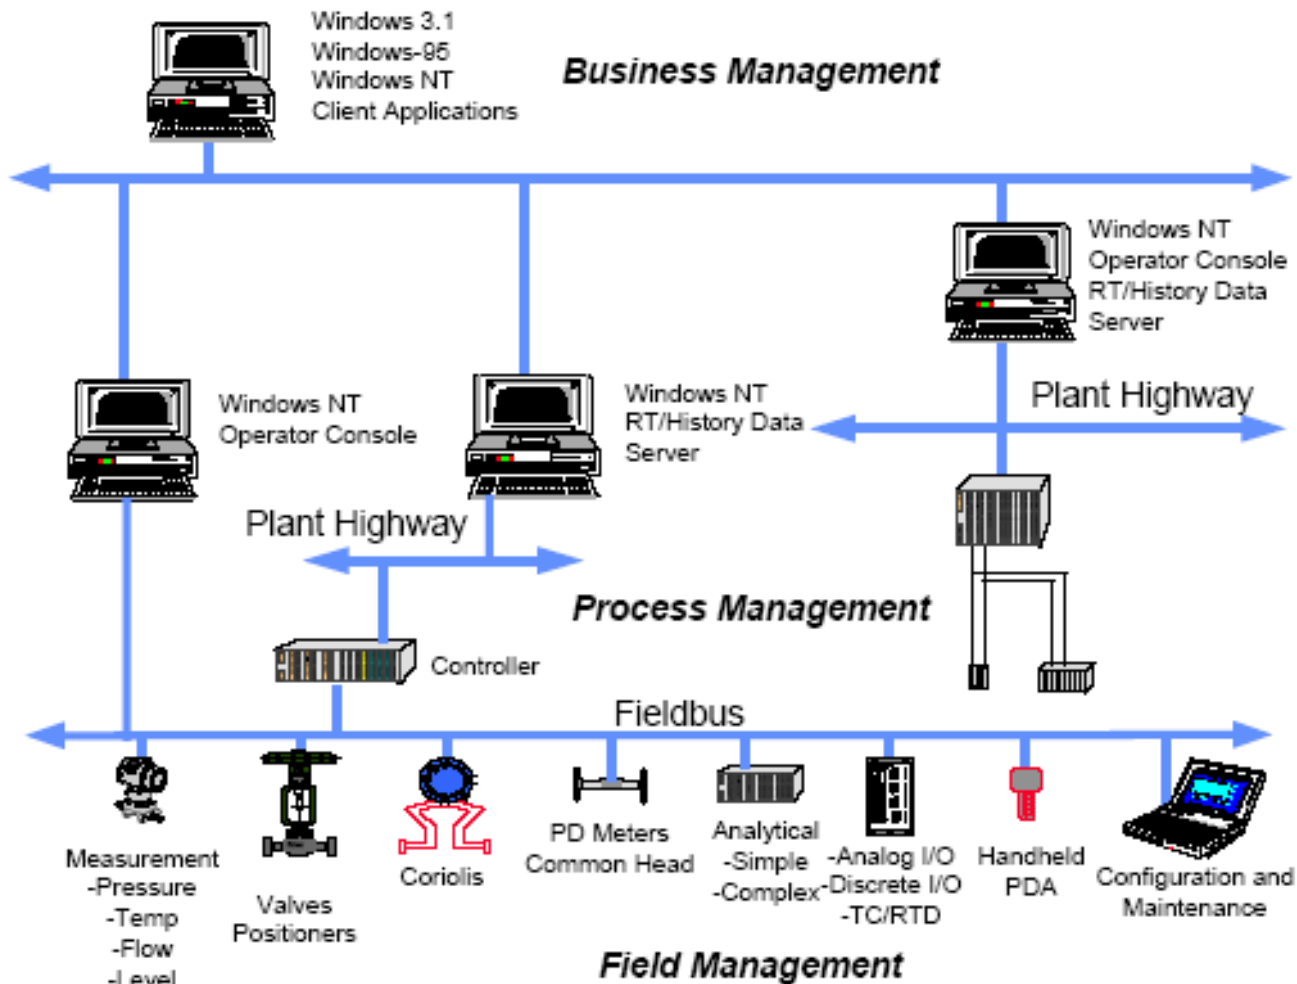 Windows 3.1
Windows-95
Windows NT
Client Applications
Business Management
Windows NT
Operator Console
RT/History Data
Server
Windows NT
Operator Console
Windows NT
RT/History Data
Server
Plant Highway
Plant Highway
Process Management
Controller
Fieldbus
Measurement
-Pressure
-Temp
-Flow
-Level
Valves
Positioners
Coriolis
PD Meters
Common Head
Analytical
-Simple
-Complex
-Analog I/O
-Discrete I/O
-TC/RTD
Handheld
PDA
Configuration and
Maintenance
Field Management